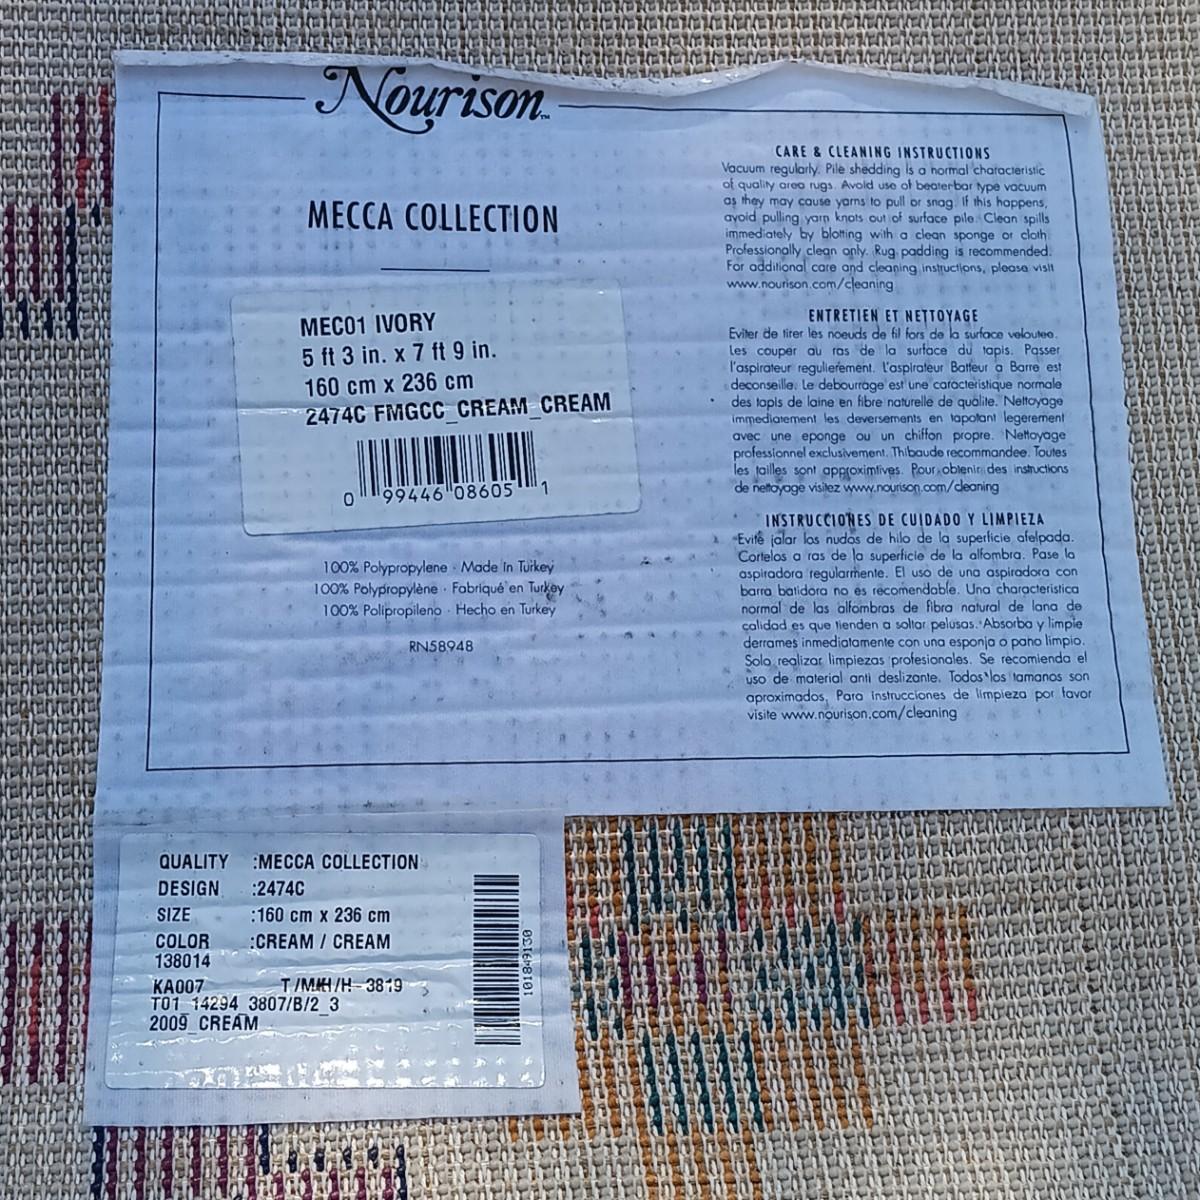 Nourison™
MECCA COLLECTION
MEC01 IVORY
5 ft 3 in. x 7 ft 9 in.
160 cm x 236 cm
2474C FMGCC_CREAM_CREAM
0 99446 08605 1
100% Polypropylene · Made In Turkey
100% Polypropylène · Fabriqué en Turkey
100% Polipropileno · Hecho en Turkey
RN58948
CARE & CLEANING INSTRUCTIONS
Vacuum regularly. Pile shedding is a normal characteristic
of quality area rugs. Avoid use of beater-bar type vacuum
as they may cause yarns to pull or snag. If this happens,
avoid pulling yarn knots out of surface pile. Clean spills
immediately by blotting with a clean sponge or cloth.
Professionally clean only. Rug padding is recommended.
For additional care and cleaning instructions, please visit
www.nourison.com/cleaning
ENTRETIEN ET NETTOYAGE
Eviter de tirer les noeuds de fil fors de la surface veloutee.
Les couper au ras de la surface du tapis. Passer
l'aspirateur regulierement. L'aspirateur Batteur a Barre est
deconseille. Le debourrage est une caractéristique normale
des tapis de laine en fibre naturelle de qualite. Nettoyage
immediatement les deversements en tapotant legerement
avec une eponge ou un chiffon propre. Nettoyage
professionnel exclusivement. Thibaude recommandee. Toutes
les tailles sont approximtives. Pour obtenir des instructions
de nettoyage visitez www.nourison.com/cleaning
INSTRUCCIONES DE CUIDADO Y LIMPIEZA
Evite jalar los nudos de hilo de la superficie afelpada.
Cortelos a ras de la superficie de la alfombra. Pase la
aspiradora regularmente. El uso de una aspiradora con
barra batidora no es recomendable. Una characteristica
normal de las alfombras de fibra natural de lana de
calidad es que tienden a soltar pelusas. Absorba y limpie
derrames inmediatamente con una esponja o pano limpio.
Solo realizar limpiezas profesionales. Se recomienda el
uso de material anti deslizante. Todos los tamanos son
aproximados. Para instrucciones de limpieza por favor
visite www.nourison.com/cleaning
QUALITY :MECCA COLLECTION
DESIGN :2474C
SIZE :160 cm x 236 cm
COLOR :CREAM / CREAM
138014
KA007 /H-3819
T01_14294_3807/B/2_3
2009_CREAM
101849130